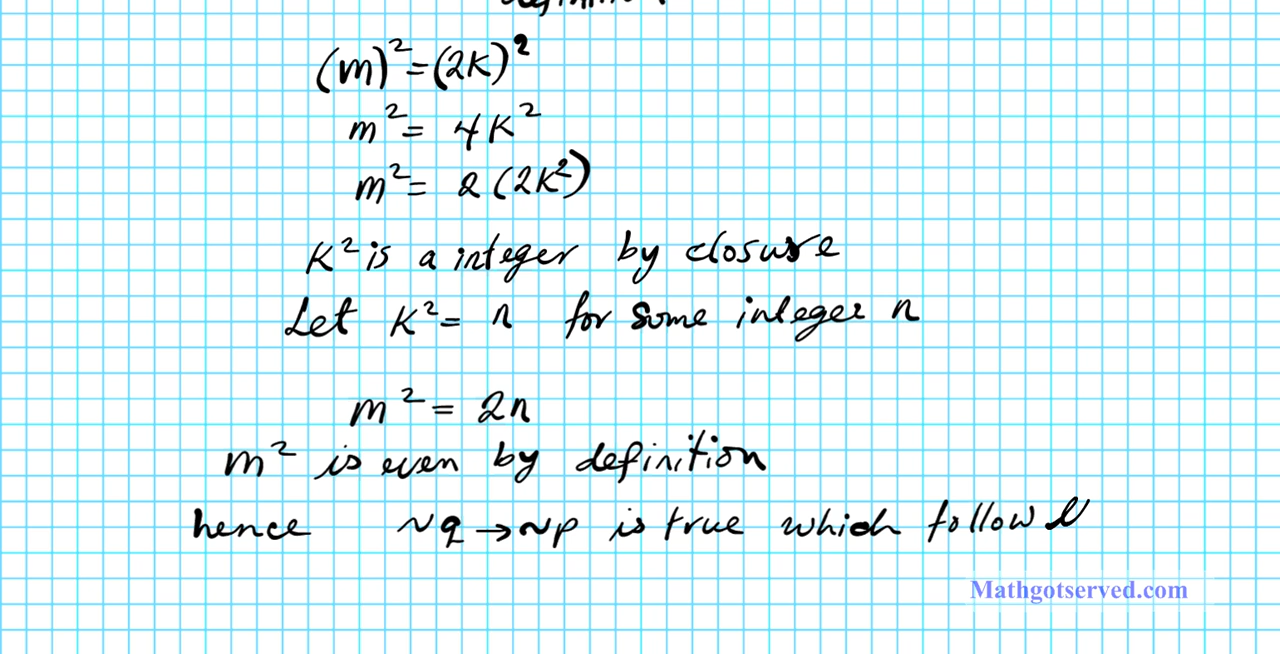 (m)² = (2K)²
m² = 4K²
m² = 2(2K²)
K² is a integer by closure
Let K² = n for some integer n
m² = 2n
m² is even by definition
hence ~q → ~p is true which follow
Mathgotserved.com